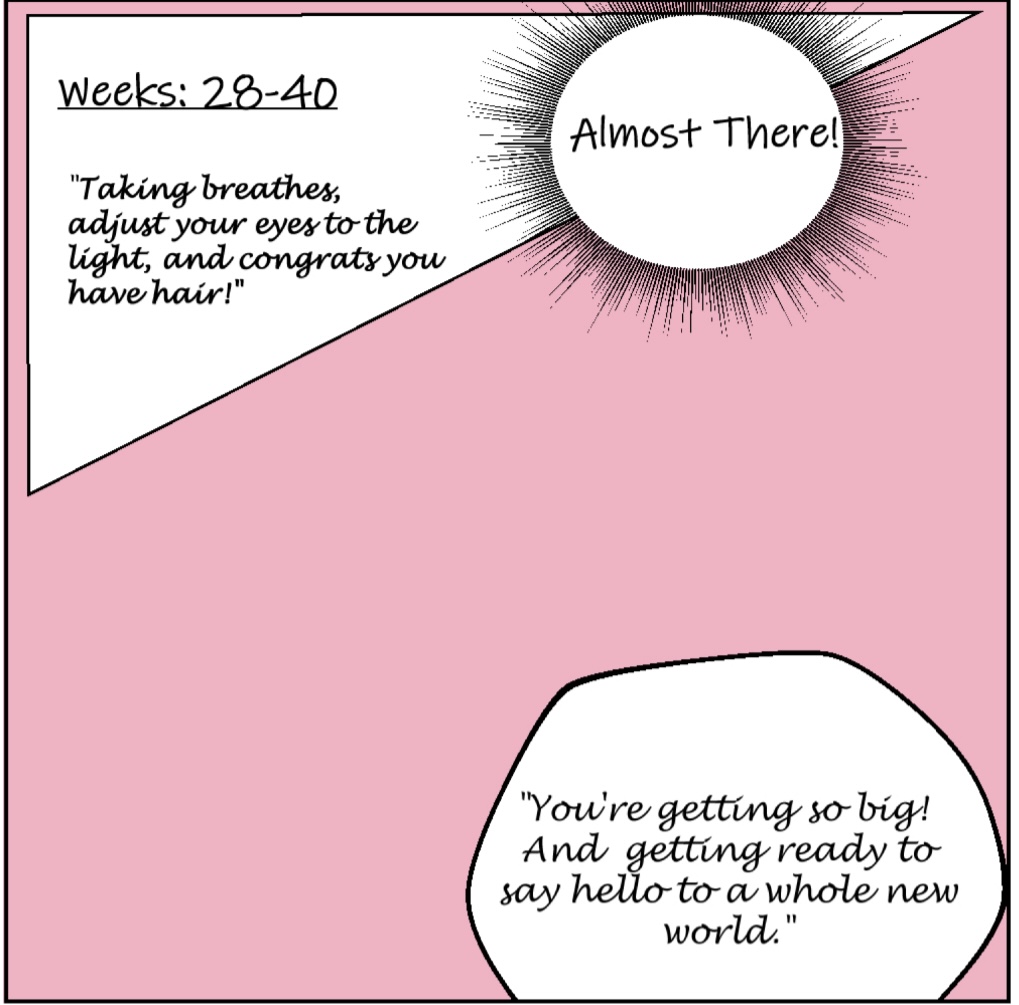 Weeks: 28-40
Almost There!
"Taking breathes,
adjust your eyes to the
light, and congrats you
have hair!"
"You're getting so big!
And getting ready to
say hello to a whole new
world."